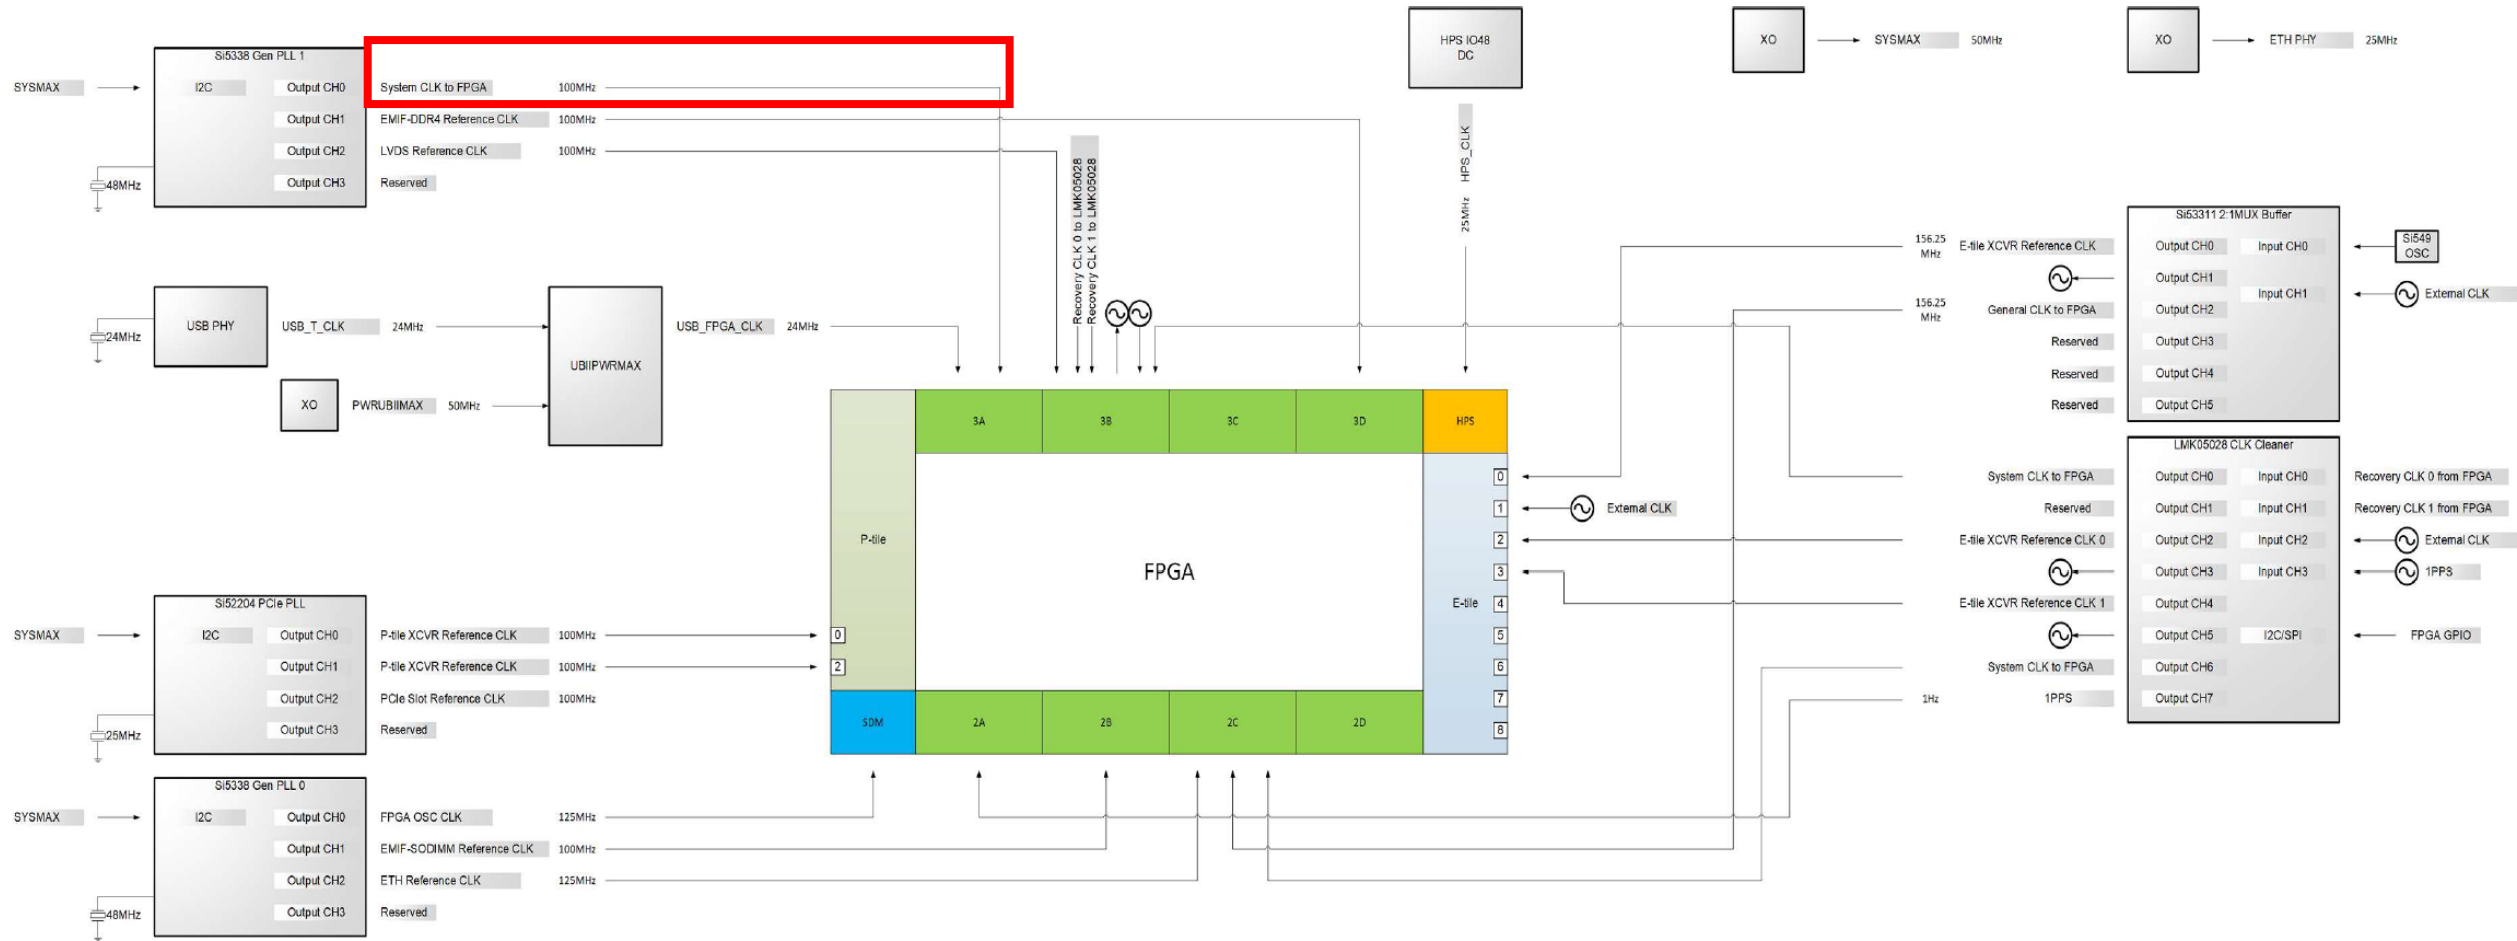 Si5338 Gen PLL 1
SYSMAX
I2C
Output CH0
System CLK to FPGA
100MHz
Output CH1
EMIF-DDR4 Reference CLK
100MHz
Output CH2
LVDS Reference CLK
100MHz
Output CH3
Reserved
48MHz
HPS IO48
DC
HPS_CLK
25MHz
XO
SYSMAX
50MHz
XO
ETH PHY
25MHz
Recovery CLK 0 to LMK05028
Recovery CLK 1 to LMK05028
USB PHY
24MHz
USB_T_CLK
24MHz
XO
PWRUBIIMAX
50MHz
UBIIPWRMAX
USB_FPGA_CLK
24MHz
Si53311 2:1MUX Buffer
156.25
MHz
E-tile XCVR Reference CLK
Output CH0
Input CH0
Si549
OSC
Output CH1
Input CH1
External CLK
156.25
MHz
General CLK to FPGA
Output CH2
Reserved
Output CH3
Reserved
Output CH4
Reserved
Output CH5
LMK05028 CLK Cleaner
System CLK to FPGA
Output CH0
Input CH0
Recovery CLK 0 from FPGA
Reserved
Output CH1
Input CH1
Recovery CLK 1 from FPGA
E-tile XCVR Reference CLK 0
Output CH2
Input CH2
External CLK
Output CH3
Input CH3
1PPS
E-tile XCVR Reference CLK 1
Output CH4
Output CH5
I2C/SPI
FPGA GPIO
System CLK to FPGA
Output CH6
1Hz
1PPS
Output CH7
3A
3B
3C
3D
HPS
P-tile
FPGA
E-tile
0
1
External CLK
2
3
4
5
6
7
8
0
2
SDM
2A
2B
2C
2D
Si52204 PCIe PLL
SYSMAX
I2C
Output CH0
P-tile XCVR Reference CLK
100MHz
Output CH1
P-tile XCVR Reference CLK
100MHz
Output CH2
PCIe Slot Reference CLK
100MHz
Output CH3
Reserved
25MHz
Si5338 Gen PLL 0
SYSMAX
I2C
Output CH0
FPGA OSC CLK
125MHz
Output CH1
EMIF-SODIMM Reference CLK
100MHz
Output CH2
ETH Reference CLK
125MHz
Output CH3
Reserved
48MHz